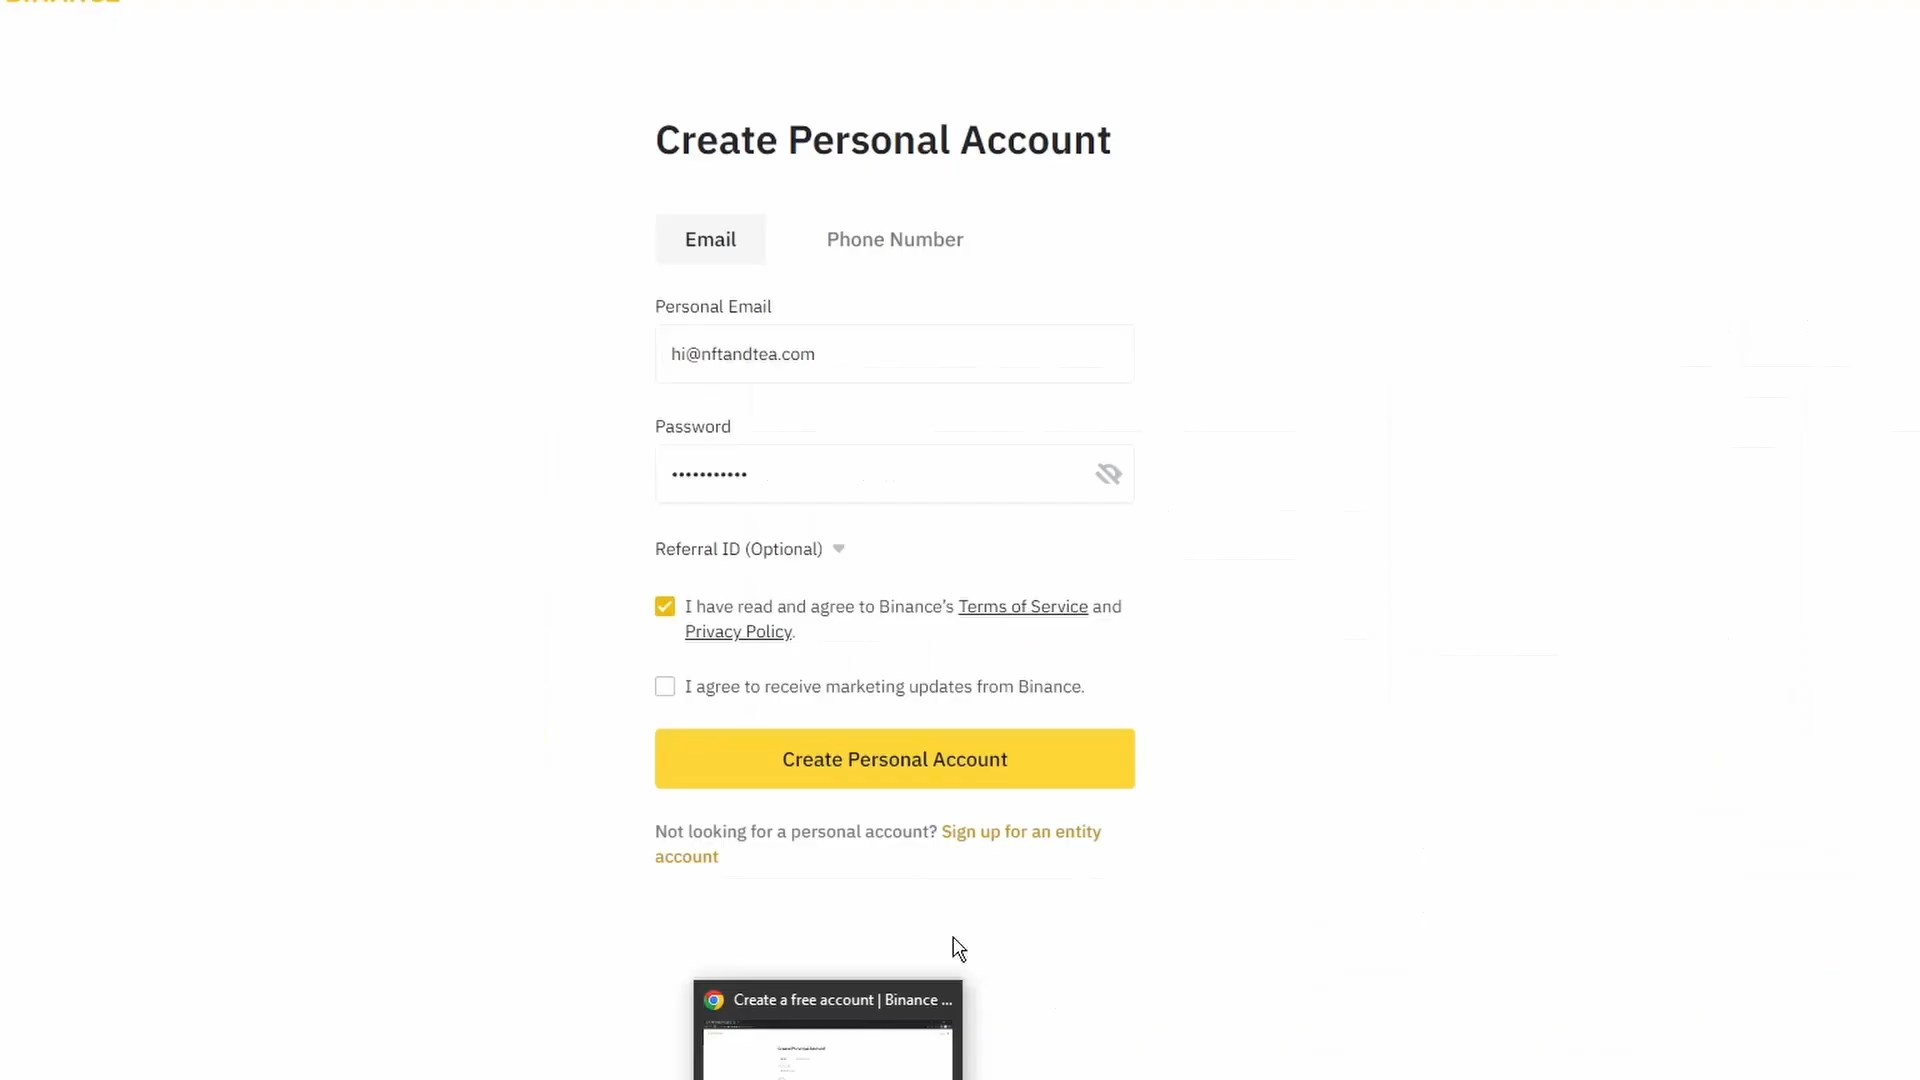 BINANCE
Create Personal Account
Email
Phone Number
Personal Email
hi@nftandtea.com
Password
•••••••••••
Referral ID (Optional)
I have read and agree to Binance’s Terms of Service and
Privacy Policy.
I agree to receive marketing updates from Binance.
Create Personal Account
Not looking for a personal account? Sign up for an entity
account
Create a free account | Binance ...